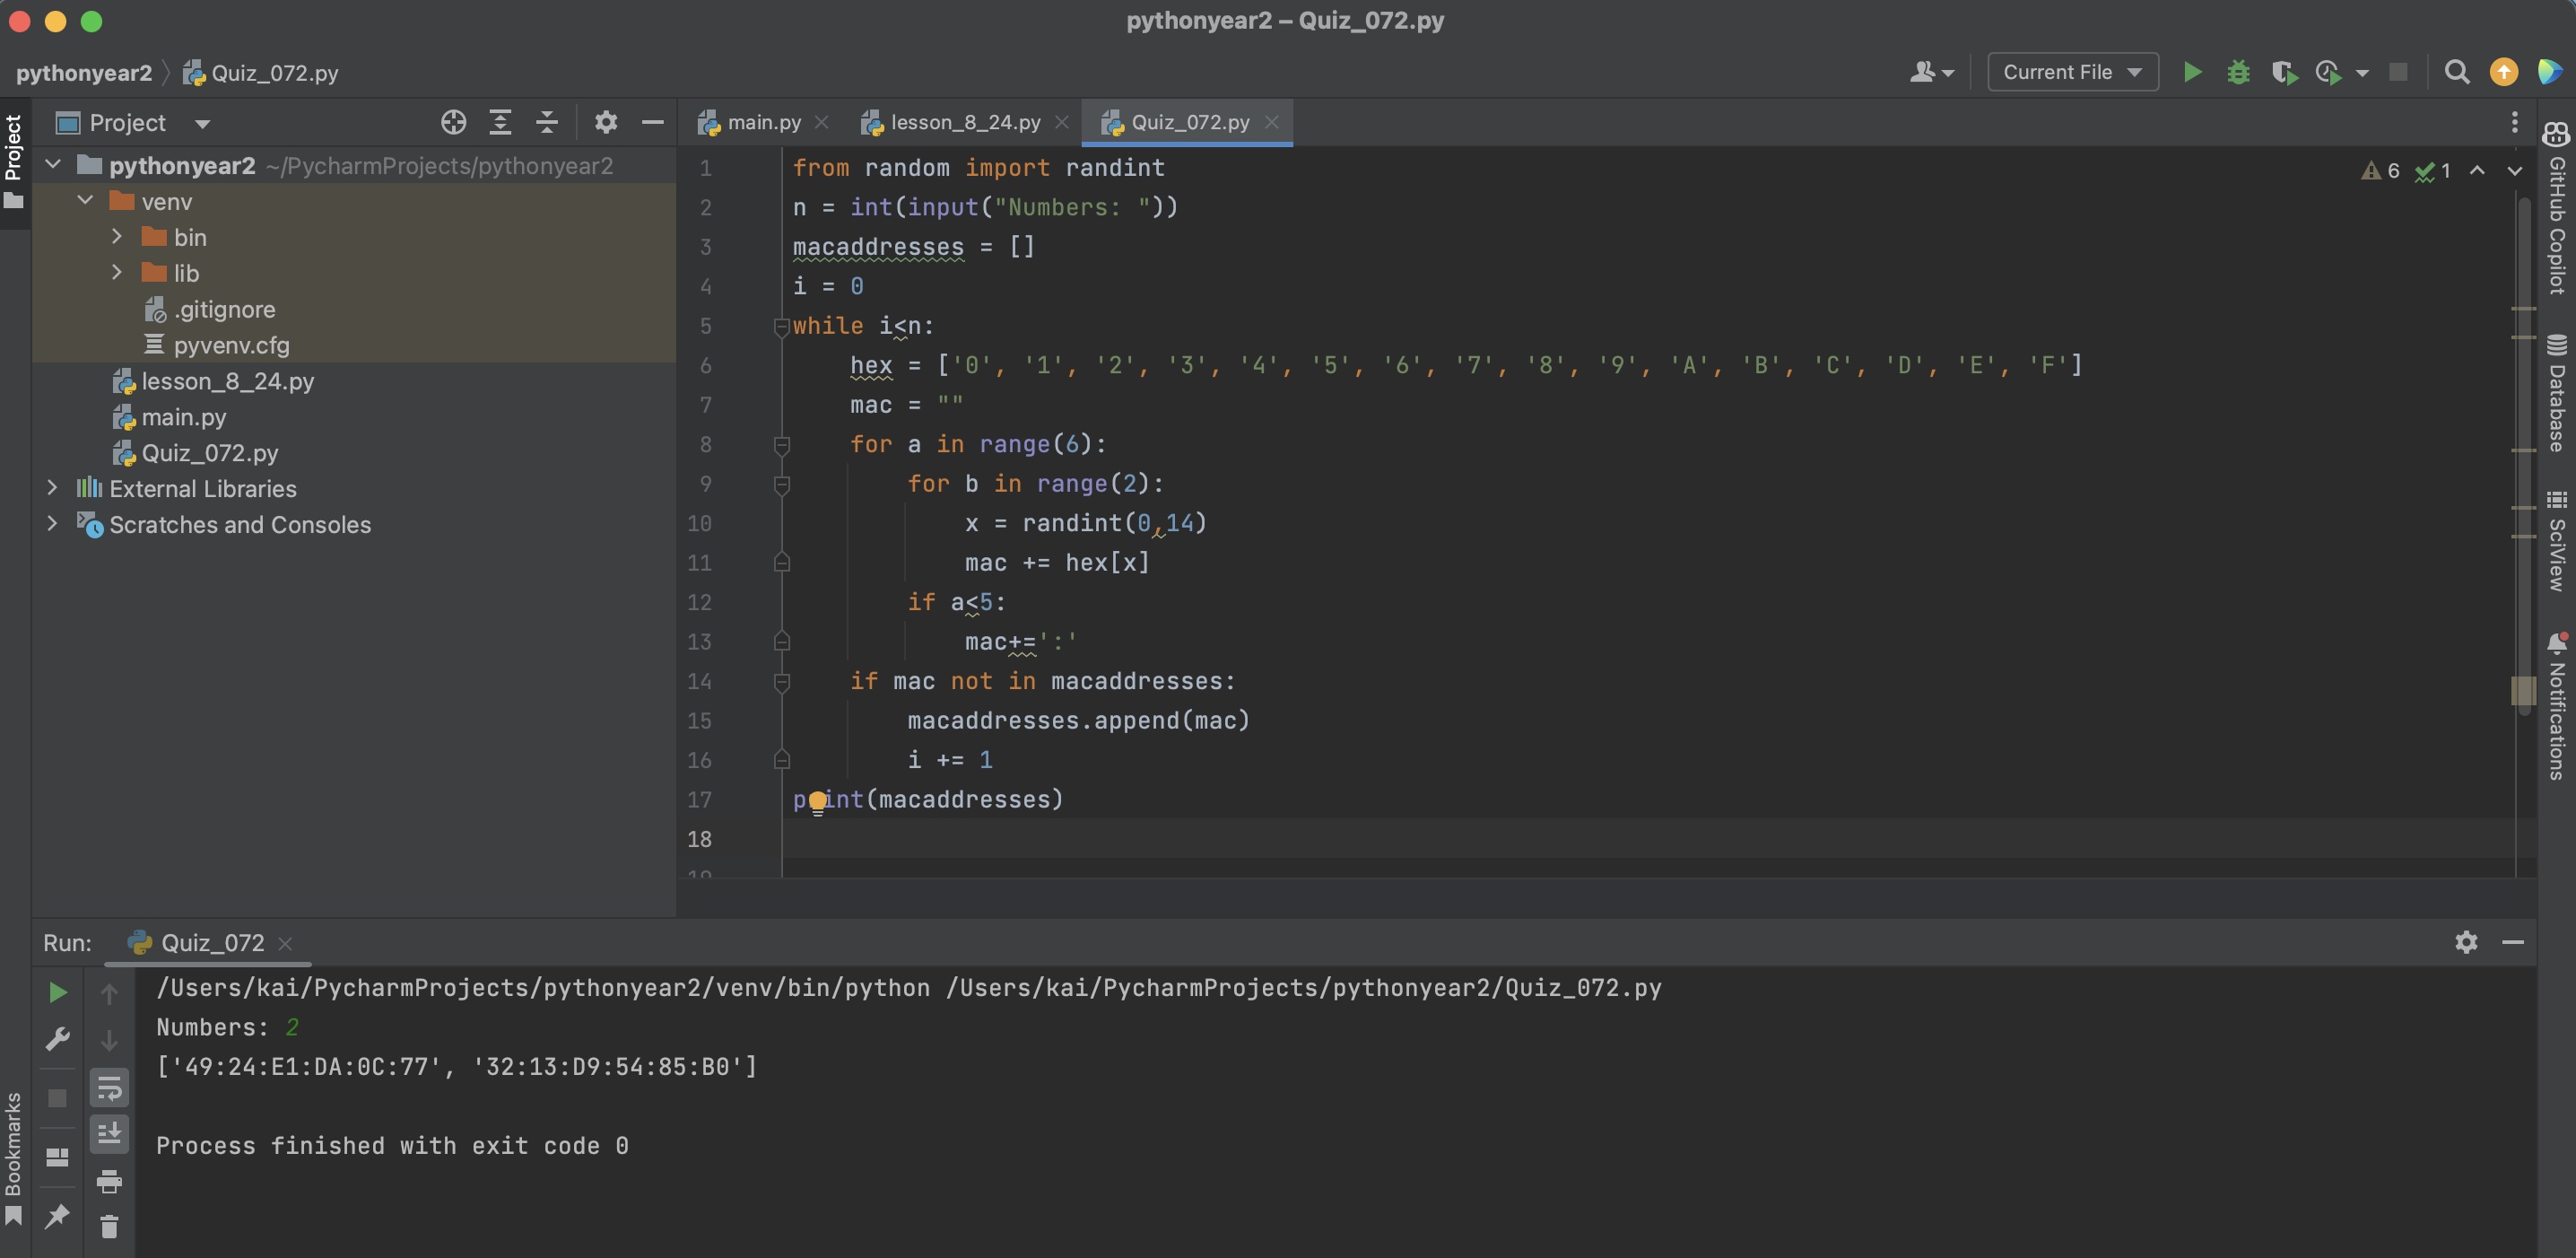 pythonyear2 – Quiz_072.py
pythonyear2 Quiz_072.py
Current File
Project
Project
pythonyear2 ~/PycharmProjects/pythonyear2
venv
bin
lib
.gitignore
pyvenv.cfg
lesson_8_24.py
main.py
Quiz_072.py
External Libraries
Scratches and Consoles
main.py lesson_8_24.py Quiz_072.py
6 1
1 from random import randint
2 n = int(input("Numbers: "))
3 macaddresses = []
4 i = 0
5 while i<n:
6     hex = ['0', '1', '2', '3', '4', '5', '6', '7', '8', '9', 'A', 'B', 'C', 'D', 'E', 'F']
7     mac = ""
8     for a in range(6):
9         for b in range(2):
10             x = randint(0,14)
11             mac += hex[x]
12         if a<5:
13             mac+=':'
14     if mac not in macaddresses:
15         macaddresses.append(mac)
16         i += 1
17 print(macaddresses)
18
19
GitHub Copilot
Database
SciView
Notifications
Run: Quiz_072
/Users/kai/PycharmProjects/pythonyear2/venv/bin/python /Users/kai/PycharmProjects/pythonyear2/Quiz_072.py
Numbers: 2
['49:24:E1:DA:0C:77', '32:13:D9:54:85:B0']
Process finished with exit code 0
Bookmarks